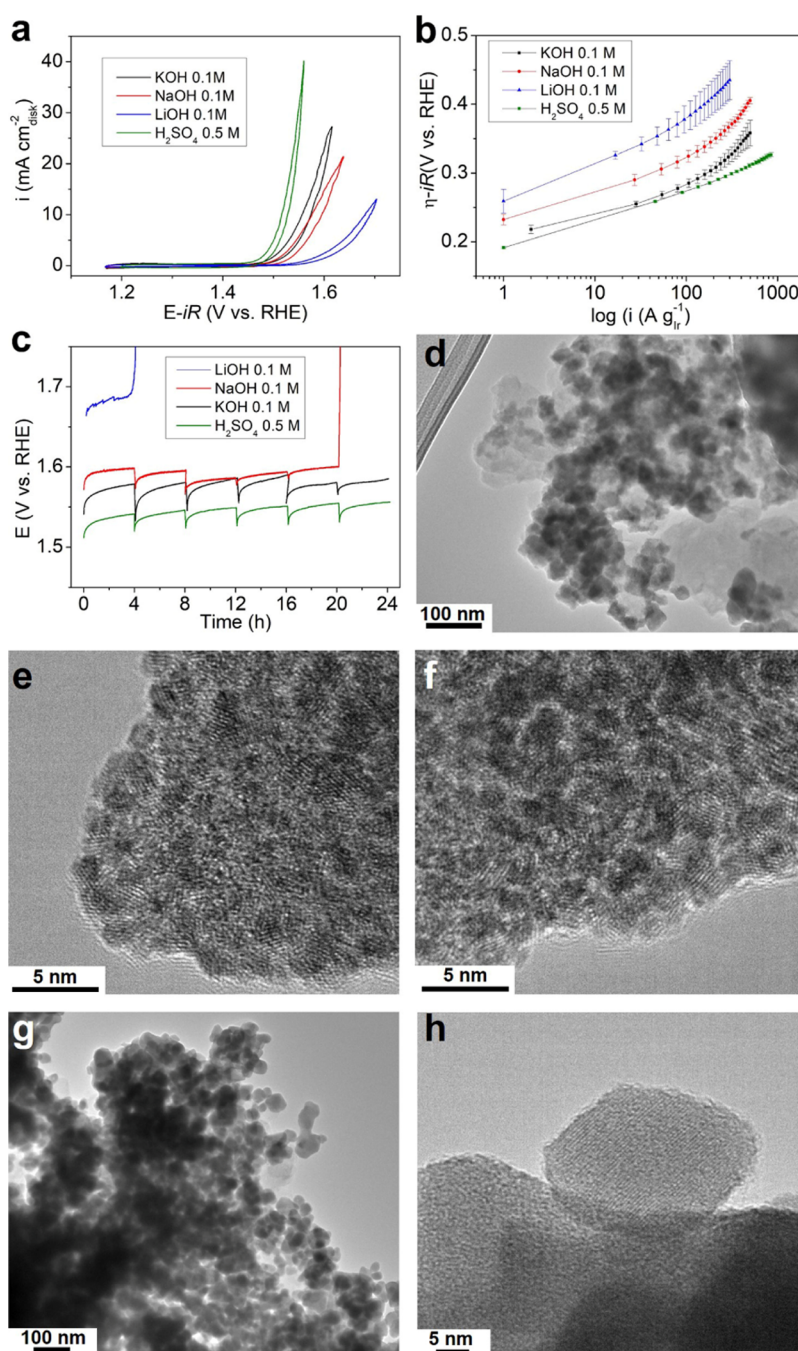 a
i (mA cm⁻²disk)
40
30
20
10
0
KOH 0.1M
NaOH 0.1M
LiOH 0.1M
H₂SO₄ 0.5 M
1.2
1.4
1.6
E-iR (V vs. RHE)
b
η-iR(V vs. RHE)
0.5
0.4
0.3
0.2
KOH 0.1 M
NaOH 0.1 M
LiOH 0.1 M
H₂SO₄ 0.5 M
1
10
100
1000
log (i (A g⁻¹Ir)
c
E (V vs. RHE)
1.7
1.6
1.5
LiOH 0.1 M
NaOH 0.1 M
KOH 0.1 M
H₂SO₄ 0.5 M
0
4
8
12
16
20
24
Time (h)
d
100 nm
e
5 nm
f
5 nm
g
100 nm
h
5 nm